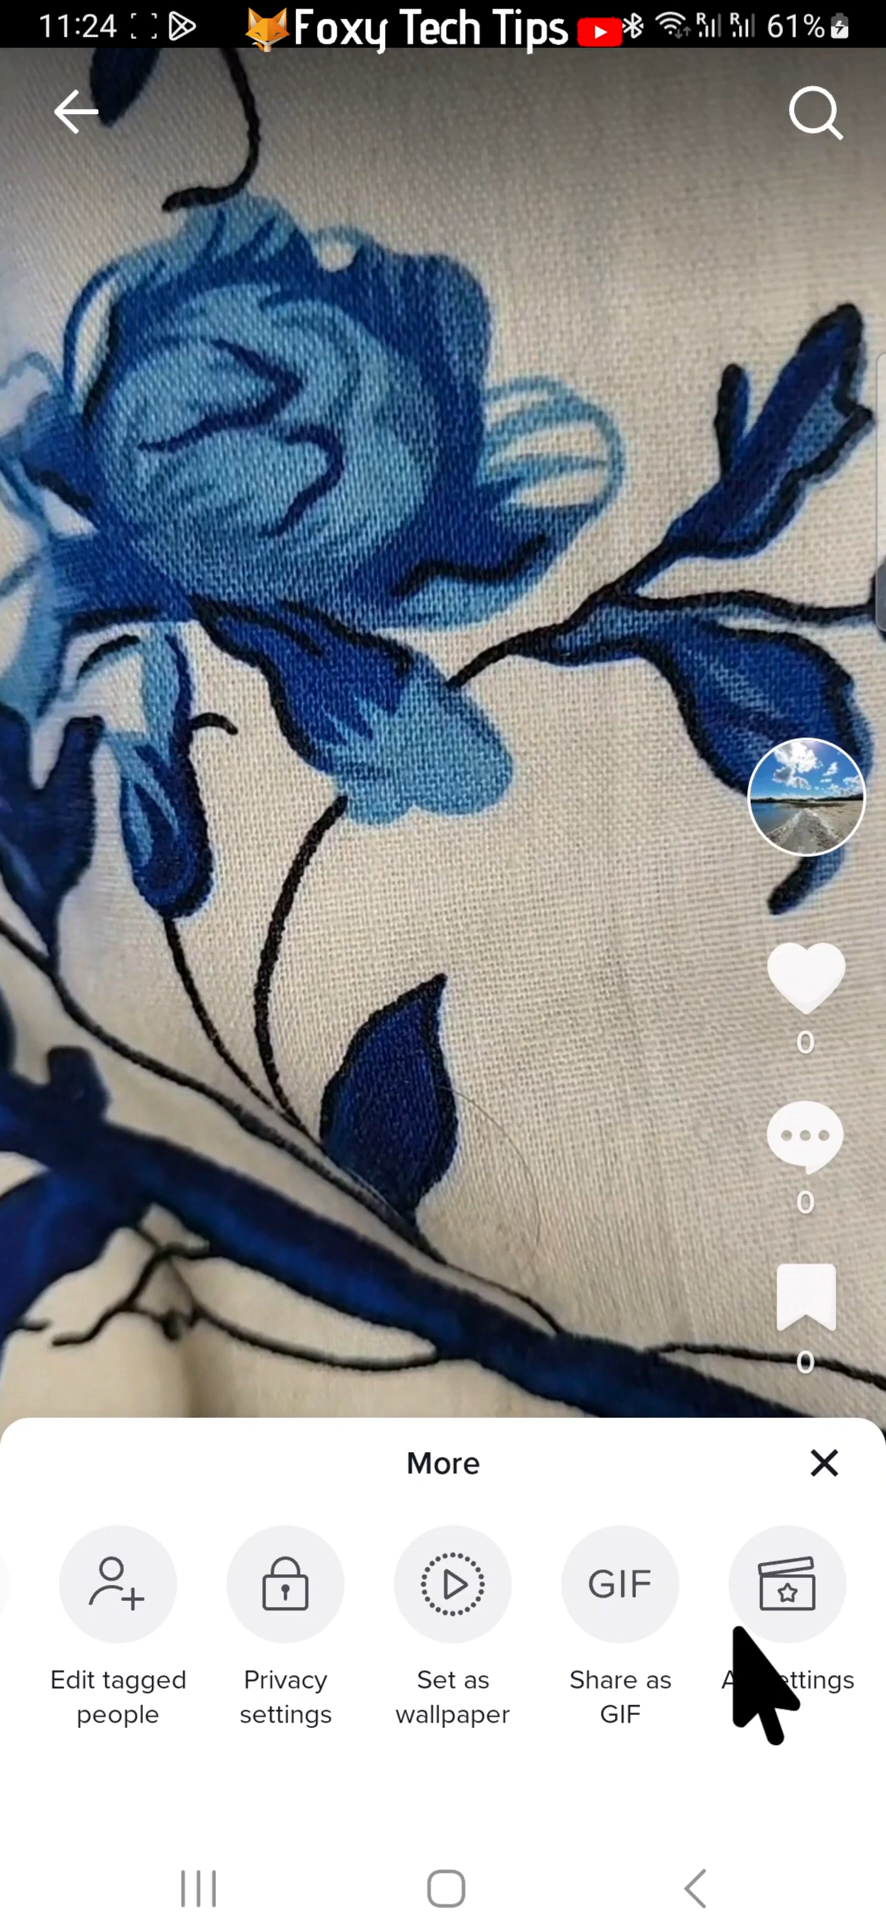 11:24 Foxy Tech Tips 61%
0
0
0
More
Edit tagged people
Privacy settings
Set as wallpaper
GIF
Share as GIF